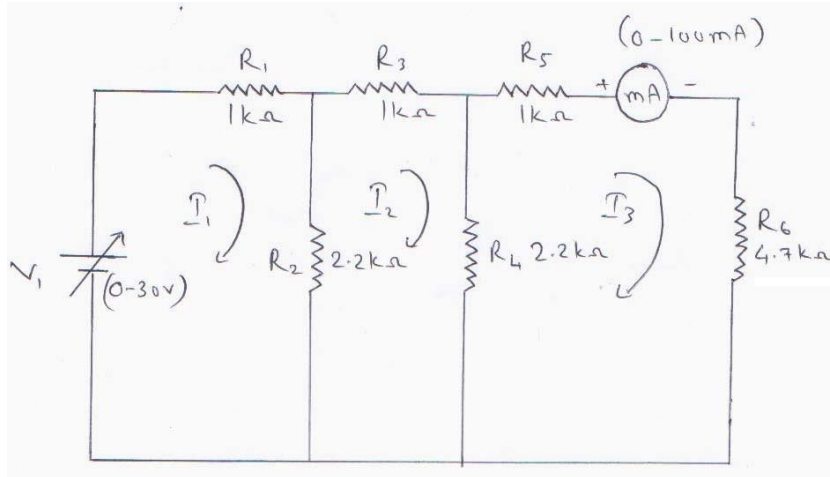 (0-100mA)
R1
R3
R5
1kΩ
1kΩ
1kΩ
+ mA -
I1
I2
I3
V1
(0-30V)
R2 2.2kΩ
R4 2.2kΩ
R6
4.7kΩ